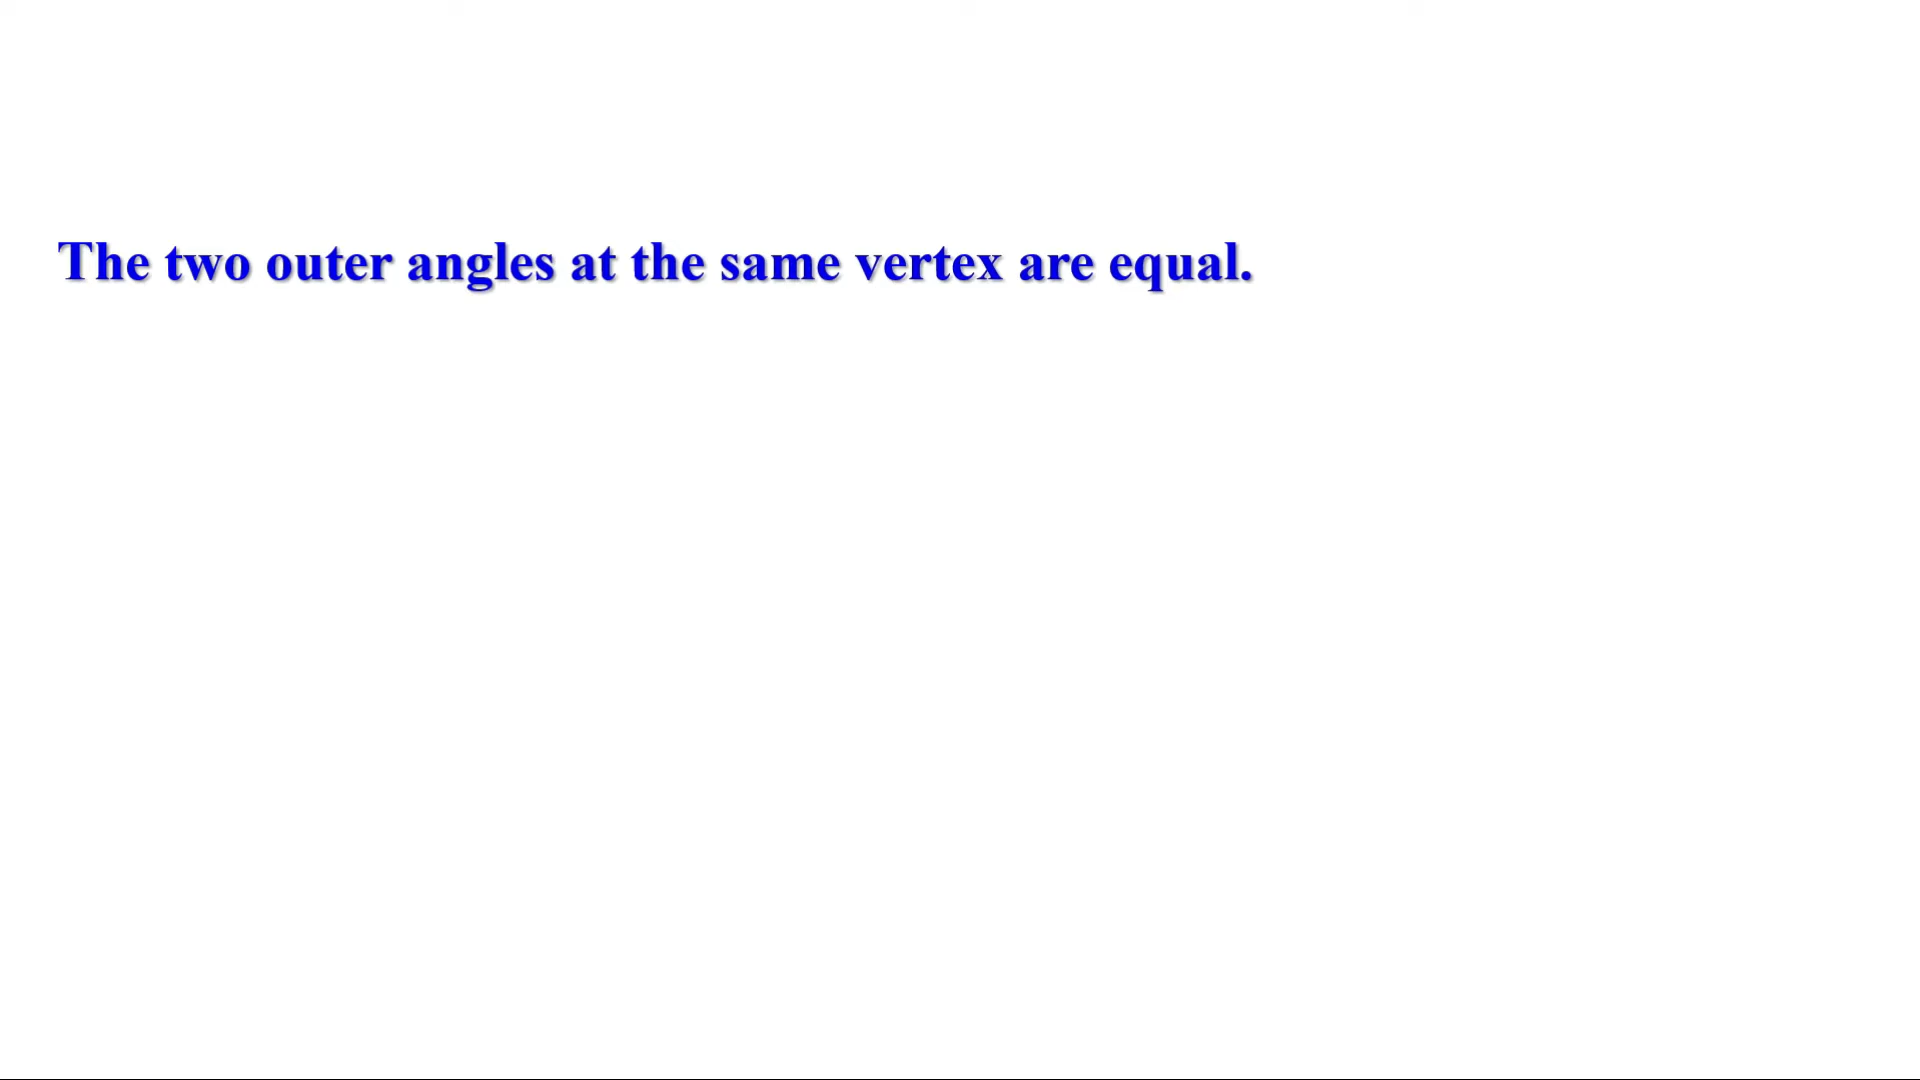 The two outer angles at the same vertex are equal.